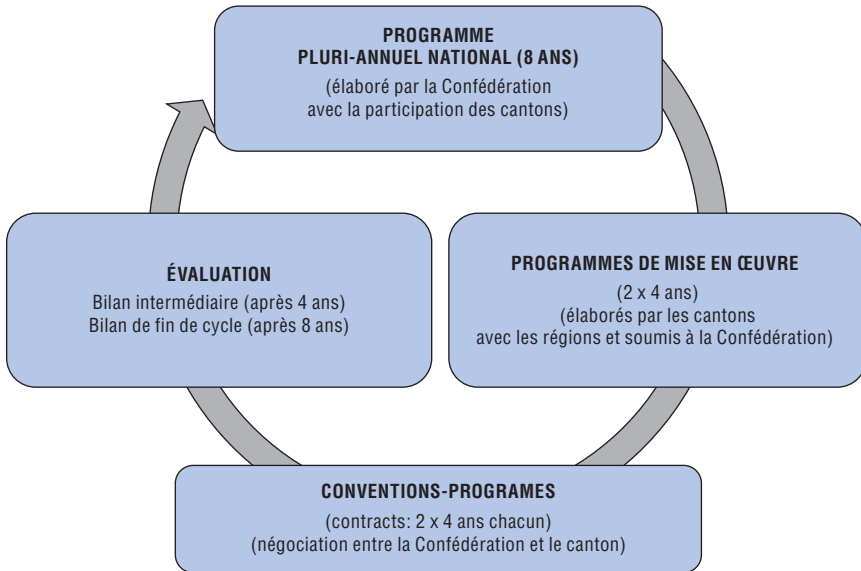 PROGRAMME
PLURI-ANNUEL NATIONAL (8 ANS)
(élaboré par la Confédération
avec la participation des cantons)
PROGRAMMES DE MISE EN ŒUVRE
(2 x 4 ans)
(élaborés par les cantons
avec les régions et soumis à la Confédération)
CONVENTIONS-PROGRAMES
(contracts: 2 x 4 ans chacun)
(négociation entre la Confédération et le canton)
ÉVALUATION
Bilan intermédiaire (après 4 ans)
Bilan de fin de cycle (après 8 ans)